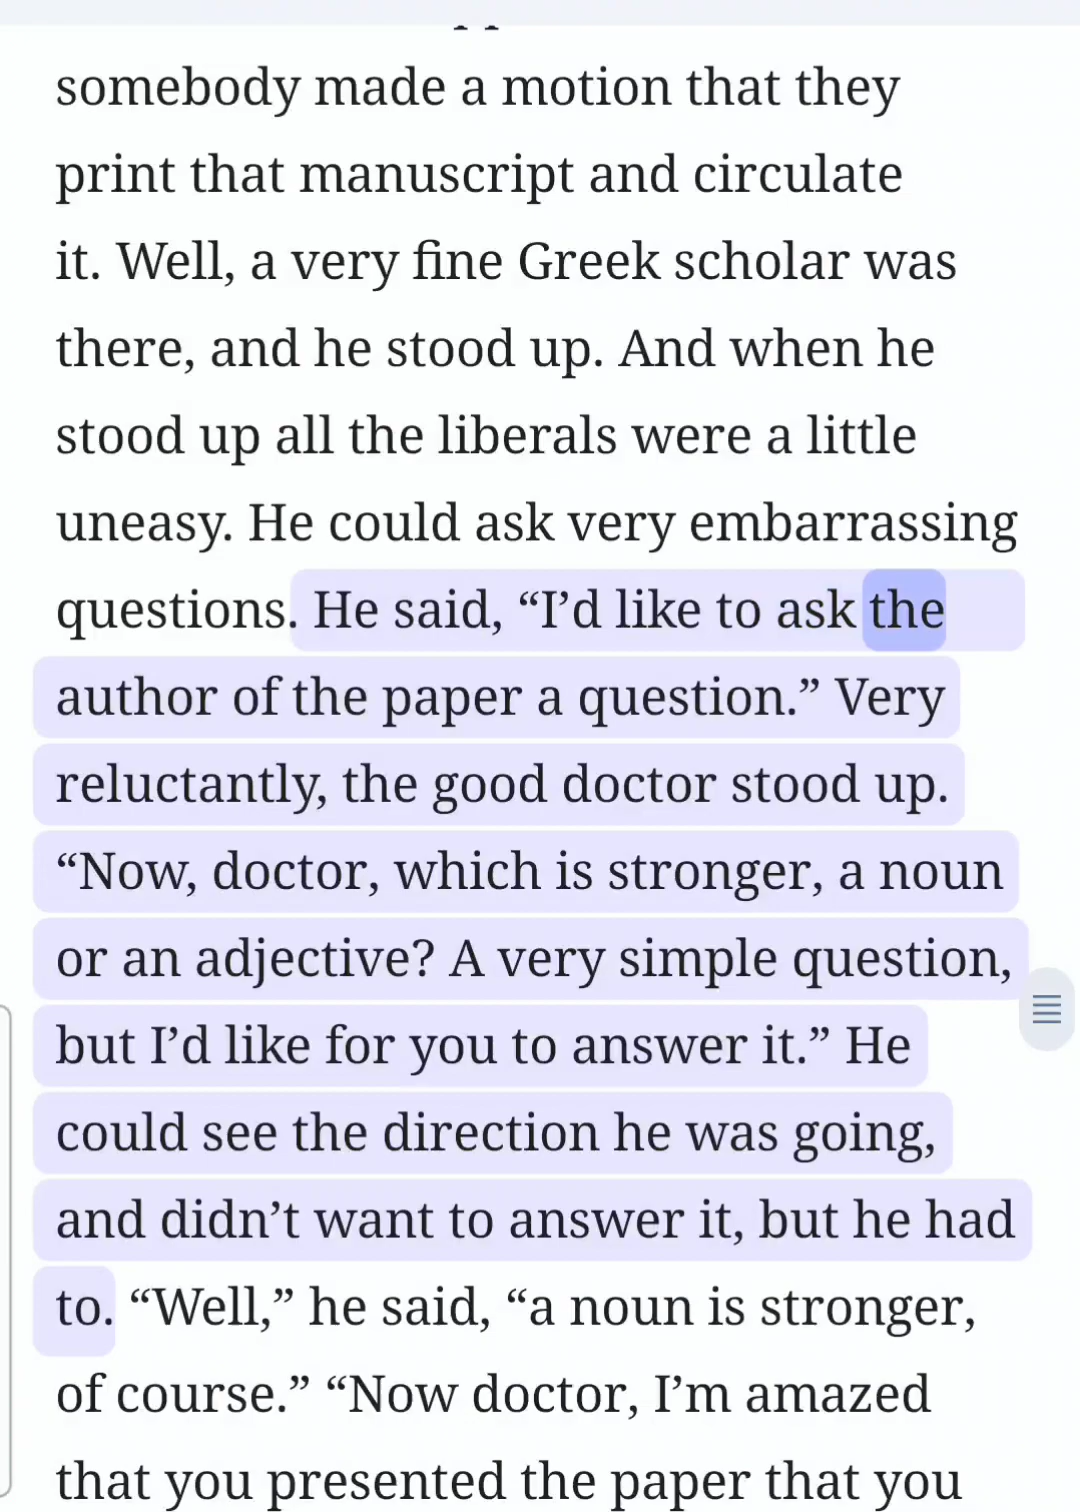 somebody made a motion that they
print that manuscript and circulate
it. Well, a very fine Greek scholar was
there, and he stood up. And when he
stood up all the liberals were a little
uneasy. He could ask very embarrassing
questions. He said, “I’d like to ask the
author of the paper a question.” Very
reluctantly, the good doctor stood up.
“Now, doctor, which is stronger, a noun
or an adjective? A very simple question,
but I’d like for you to answer it.” He
could see the direction he was going,
and didn’t want to answer it, but he had
to. “Well,” he said, “a noun is stronger,
of course.” “Now doctor, I’m amazed
that you presented the paper that you